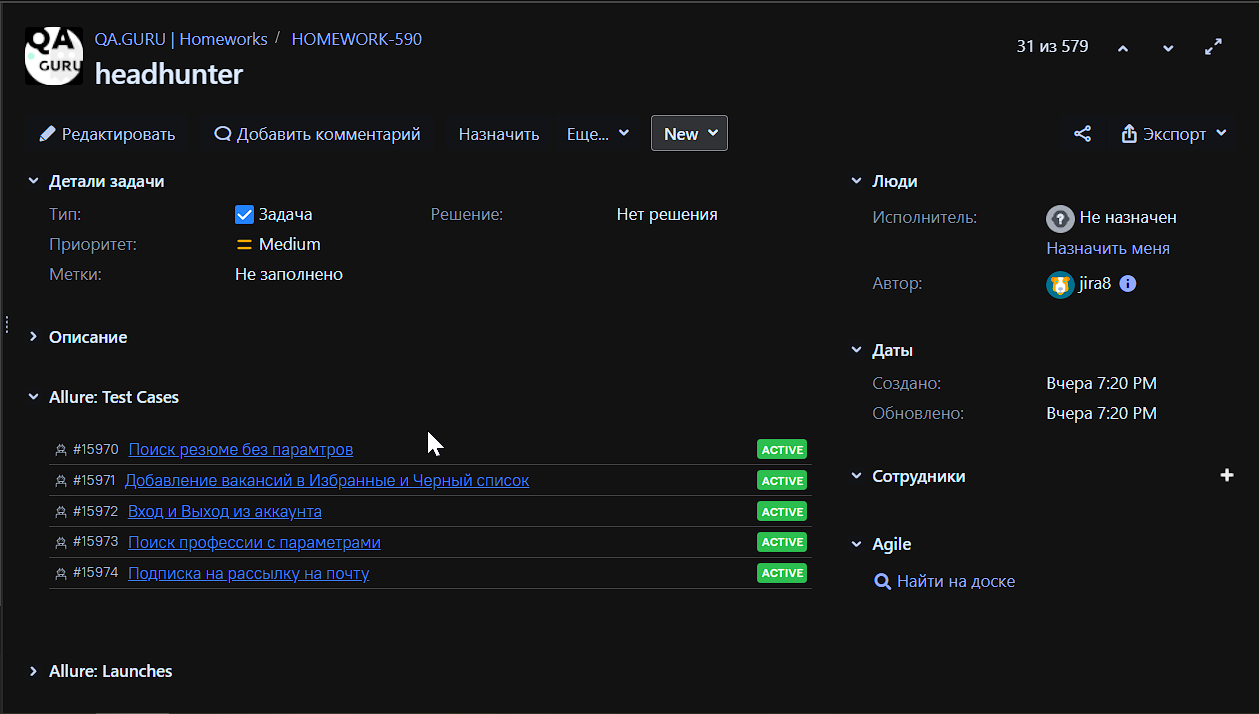 QA
GURU
QA.GURU | Homeworks / HOMEWORK-590
headhunter
31 из 579
Редактировать Добавить комментарий Назначить Еще... New Экспорт
Детали задачи
Тип: Задача Решение: Нет решения
Приоритет: Medium
Метки: Не заполнено
Описание
Allure: Test Cases
#15970 Поиск резюме без парамтров ACTIVE
#15971 Добавление вакансий в Избранные и Черный список ACTIVE
#15972 Вход и Выход из аккаунта ACTIVE
#15973 Поиск профессии с параметрами ACTIVE
#15974 Подписка на рассылку на почту ACTIVE
Allure: Launches
Люди
Исполнитель: Не назначен
Назначить меня
Автор: jira8
Даты
Создано: Вчера 7:20 PM
Обновлено: Вчера 7:20 PM
Сотрудники
Agile
Найти на доске